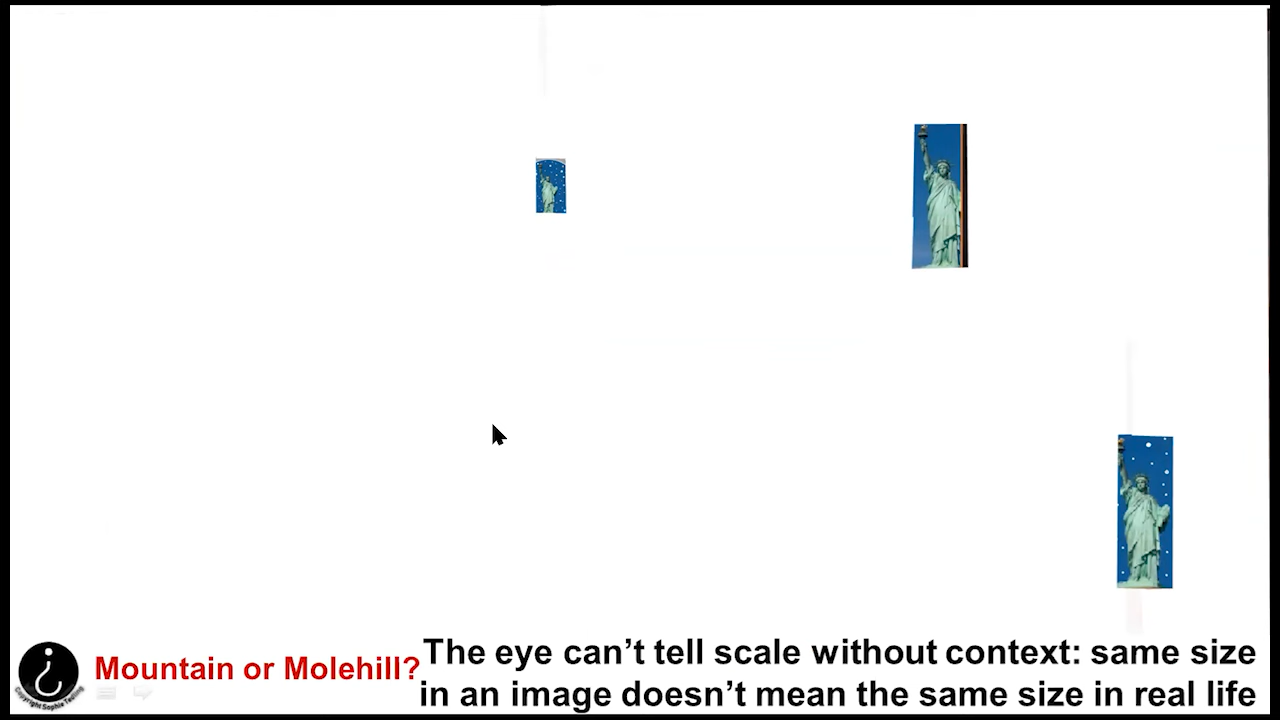 Mountain or Molehill?
The eye can’t tell scale without context: same size
in an image doesn’t mean the same size in real life